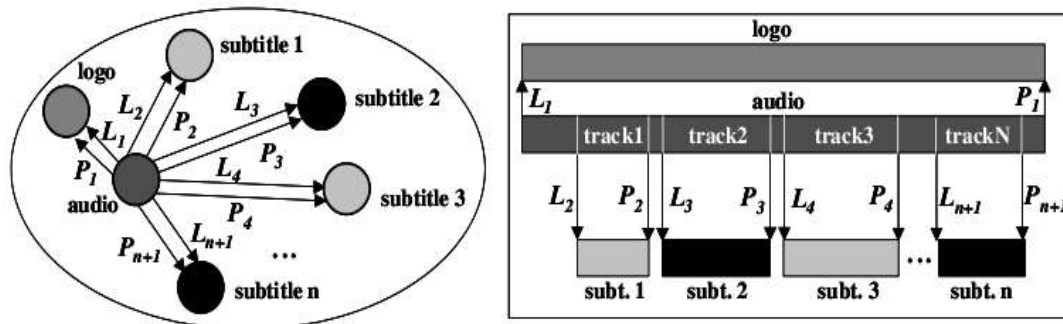 subtitle 1
logo
subtitle 2
L1
P1
L2
P2
L3
P3
L4
P4
audio
subtitle 3
Pn+1
Ln+1
...
subtitle n
logo
L1
audio
P1
track1 track2 track3 trackN
L2 P2 L3 P3 L4 P4 Ln+1 Pn+1
...
subt. 1 subt. 2 subt. 3 subt. n